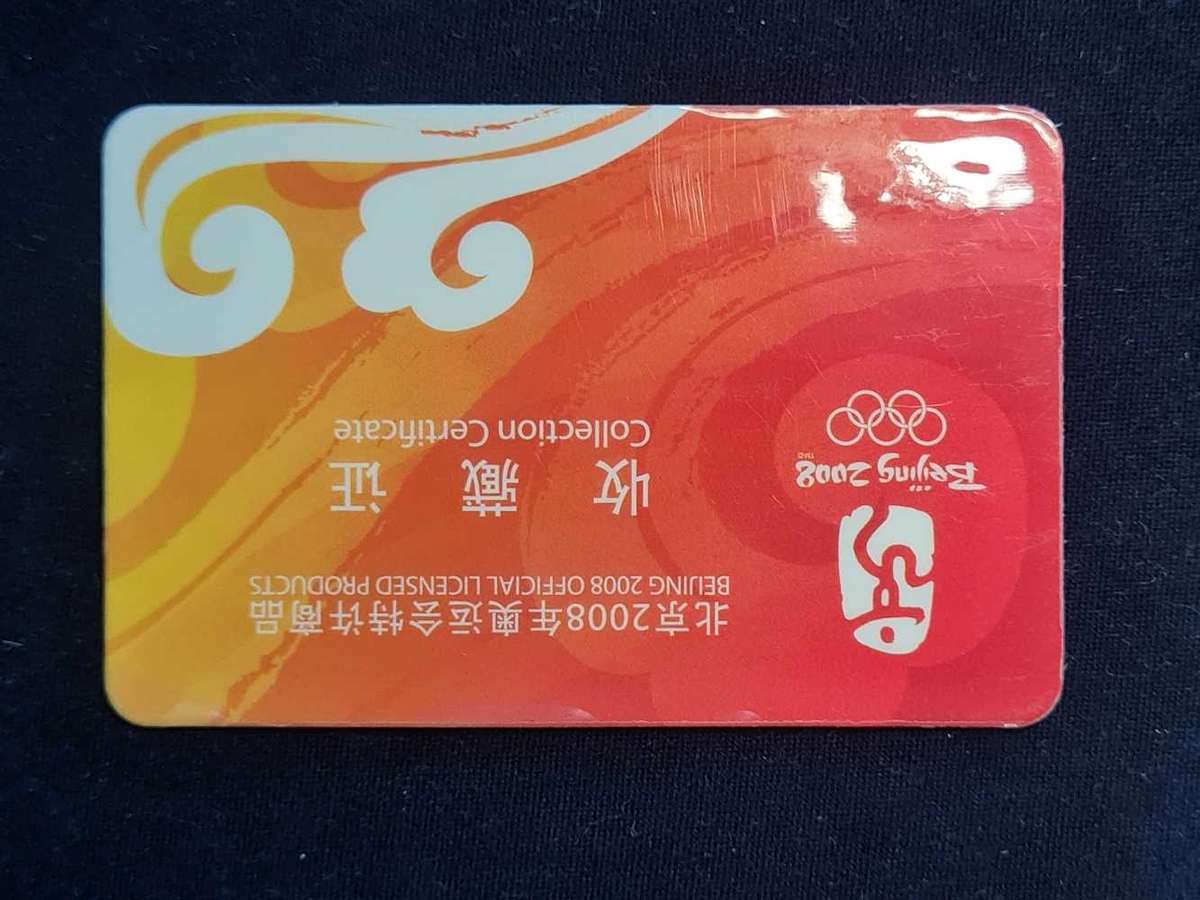 北京2008年奥运会特许商品
BEIJING 2008 OFFICIAL LICENSED PRODUCTS
收藏证
Collection Certificate
Beijing 2008
TM©